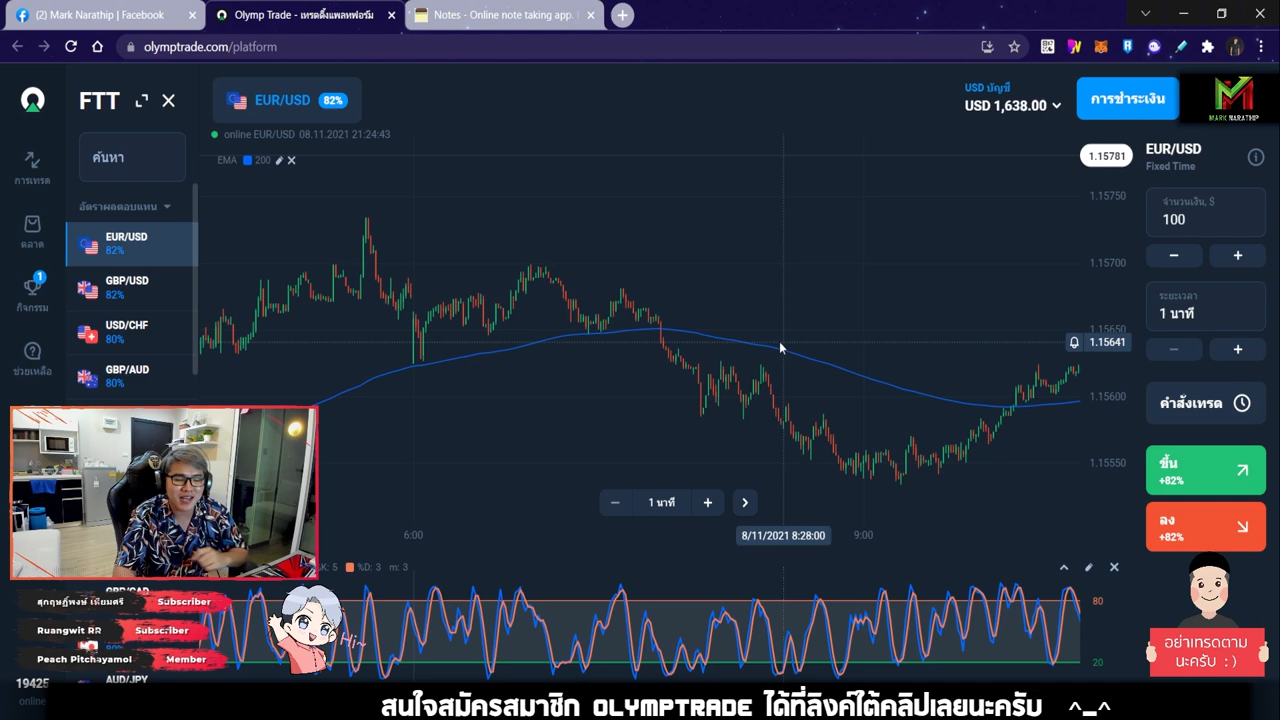 (2) Mark Narathip | Facebook
Olymp Trade - เทรดดิ้งแพลทฟอร์ม
Notes - Online note taking app.
olymptrade.com/platform
FTT
EUR/USD 82%
USD บัญชี
USD 1,638.00
การชำระเงิน
MARK NARATHIP
online EUR/USD 08.11.2021 21:24:43
EMA 200
ค้นหา
อัตราผลตอบแทน
การเทรด
ตลาด
1
กิจกรรม
ช่วยเหลือ
EUR/USD
82%
GBP/USD
82%
USD/CHF
80%
GBP/AUD
80%
1.15781
1.15750
1.15700
1.15650
1.15641
1.15600
1.15550
EUR/USD
Fixed Time
จำนวนเงิน, $
100
ระยะเวลา
1 นาที
คำสั่งเทรด
ขึ้น
+82%
ลง
+82%
1 นาที
6:00
8/11/2021 8:28:00
9:00
K: 5 %D: 3 m: 3
80
20
GBP/CAD
สุกฤษฎิ์พงษ์ เตียมศรี Subscriber
Ruangwit RR Subscriber
Peach Pitchayamol Member
AUD/JPY
19425
online
Hi~
อย่าเทรดตาม
นะครับ : )
สนใจสมัครสมาชิก OLYMPTRADE ได้ที่ลิงค์ใต้คลิปเลยนะครับ ^_^